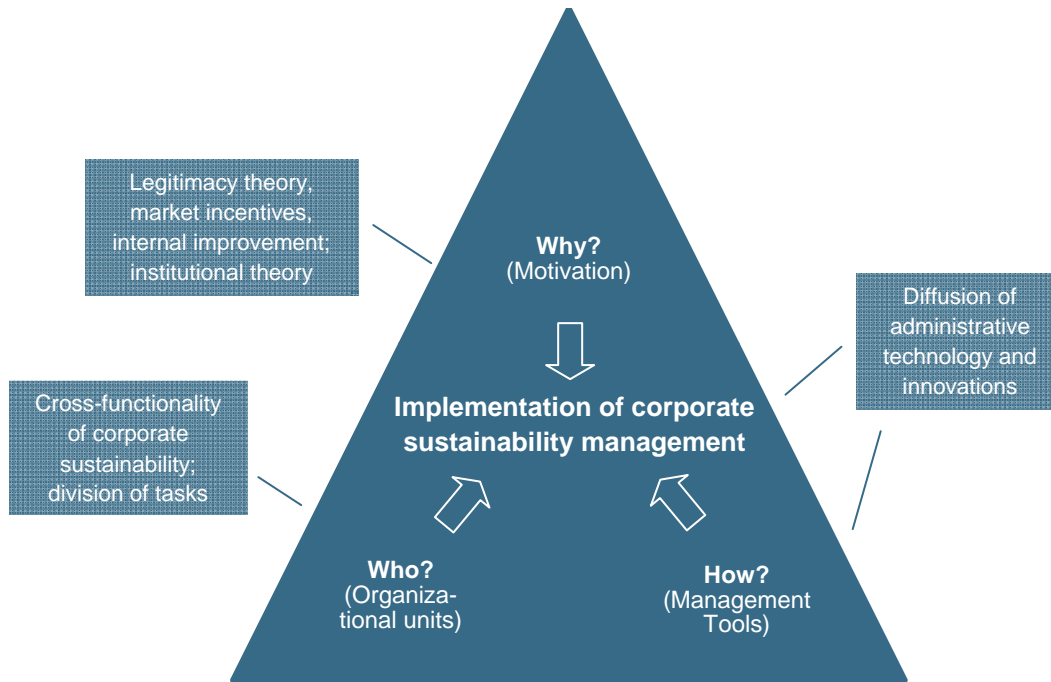 Legitimacy theory,
market incentives,
internal improvement;
institutional theory
Why?
(Motivation)
Diffusion of
administrative
technology and
innovations
Cross-functionality
of corporate
sustainability;
division of tasks
Implementation of corporate
sustainability management
Who?
(Organiza-
tional units)
How?
(Management
Tools)